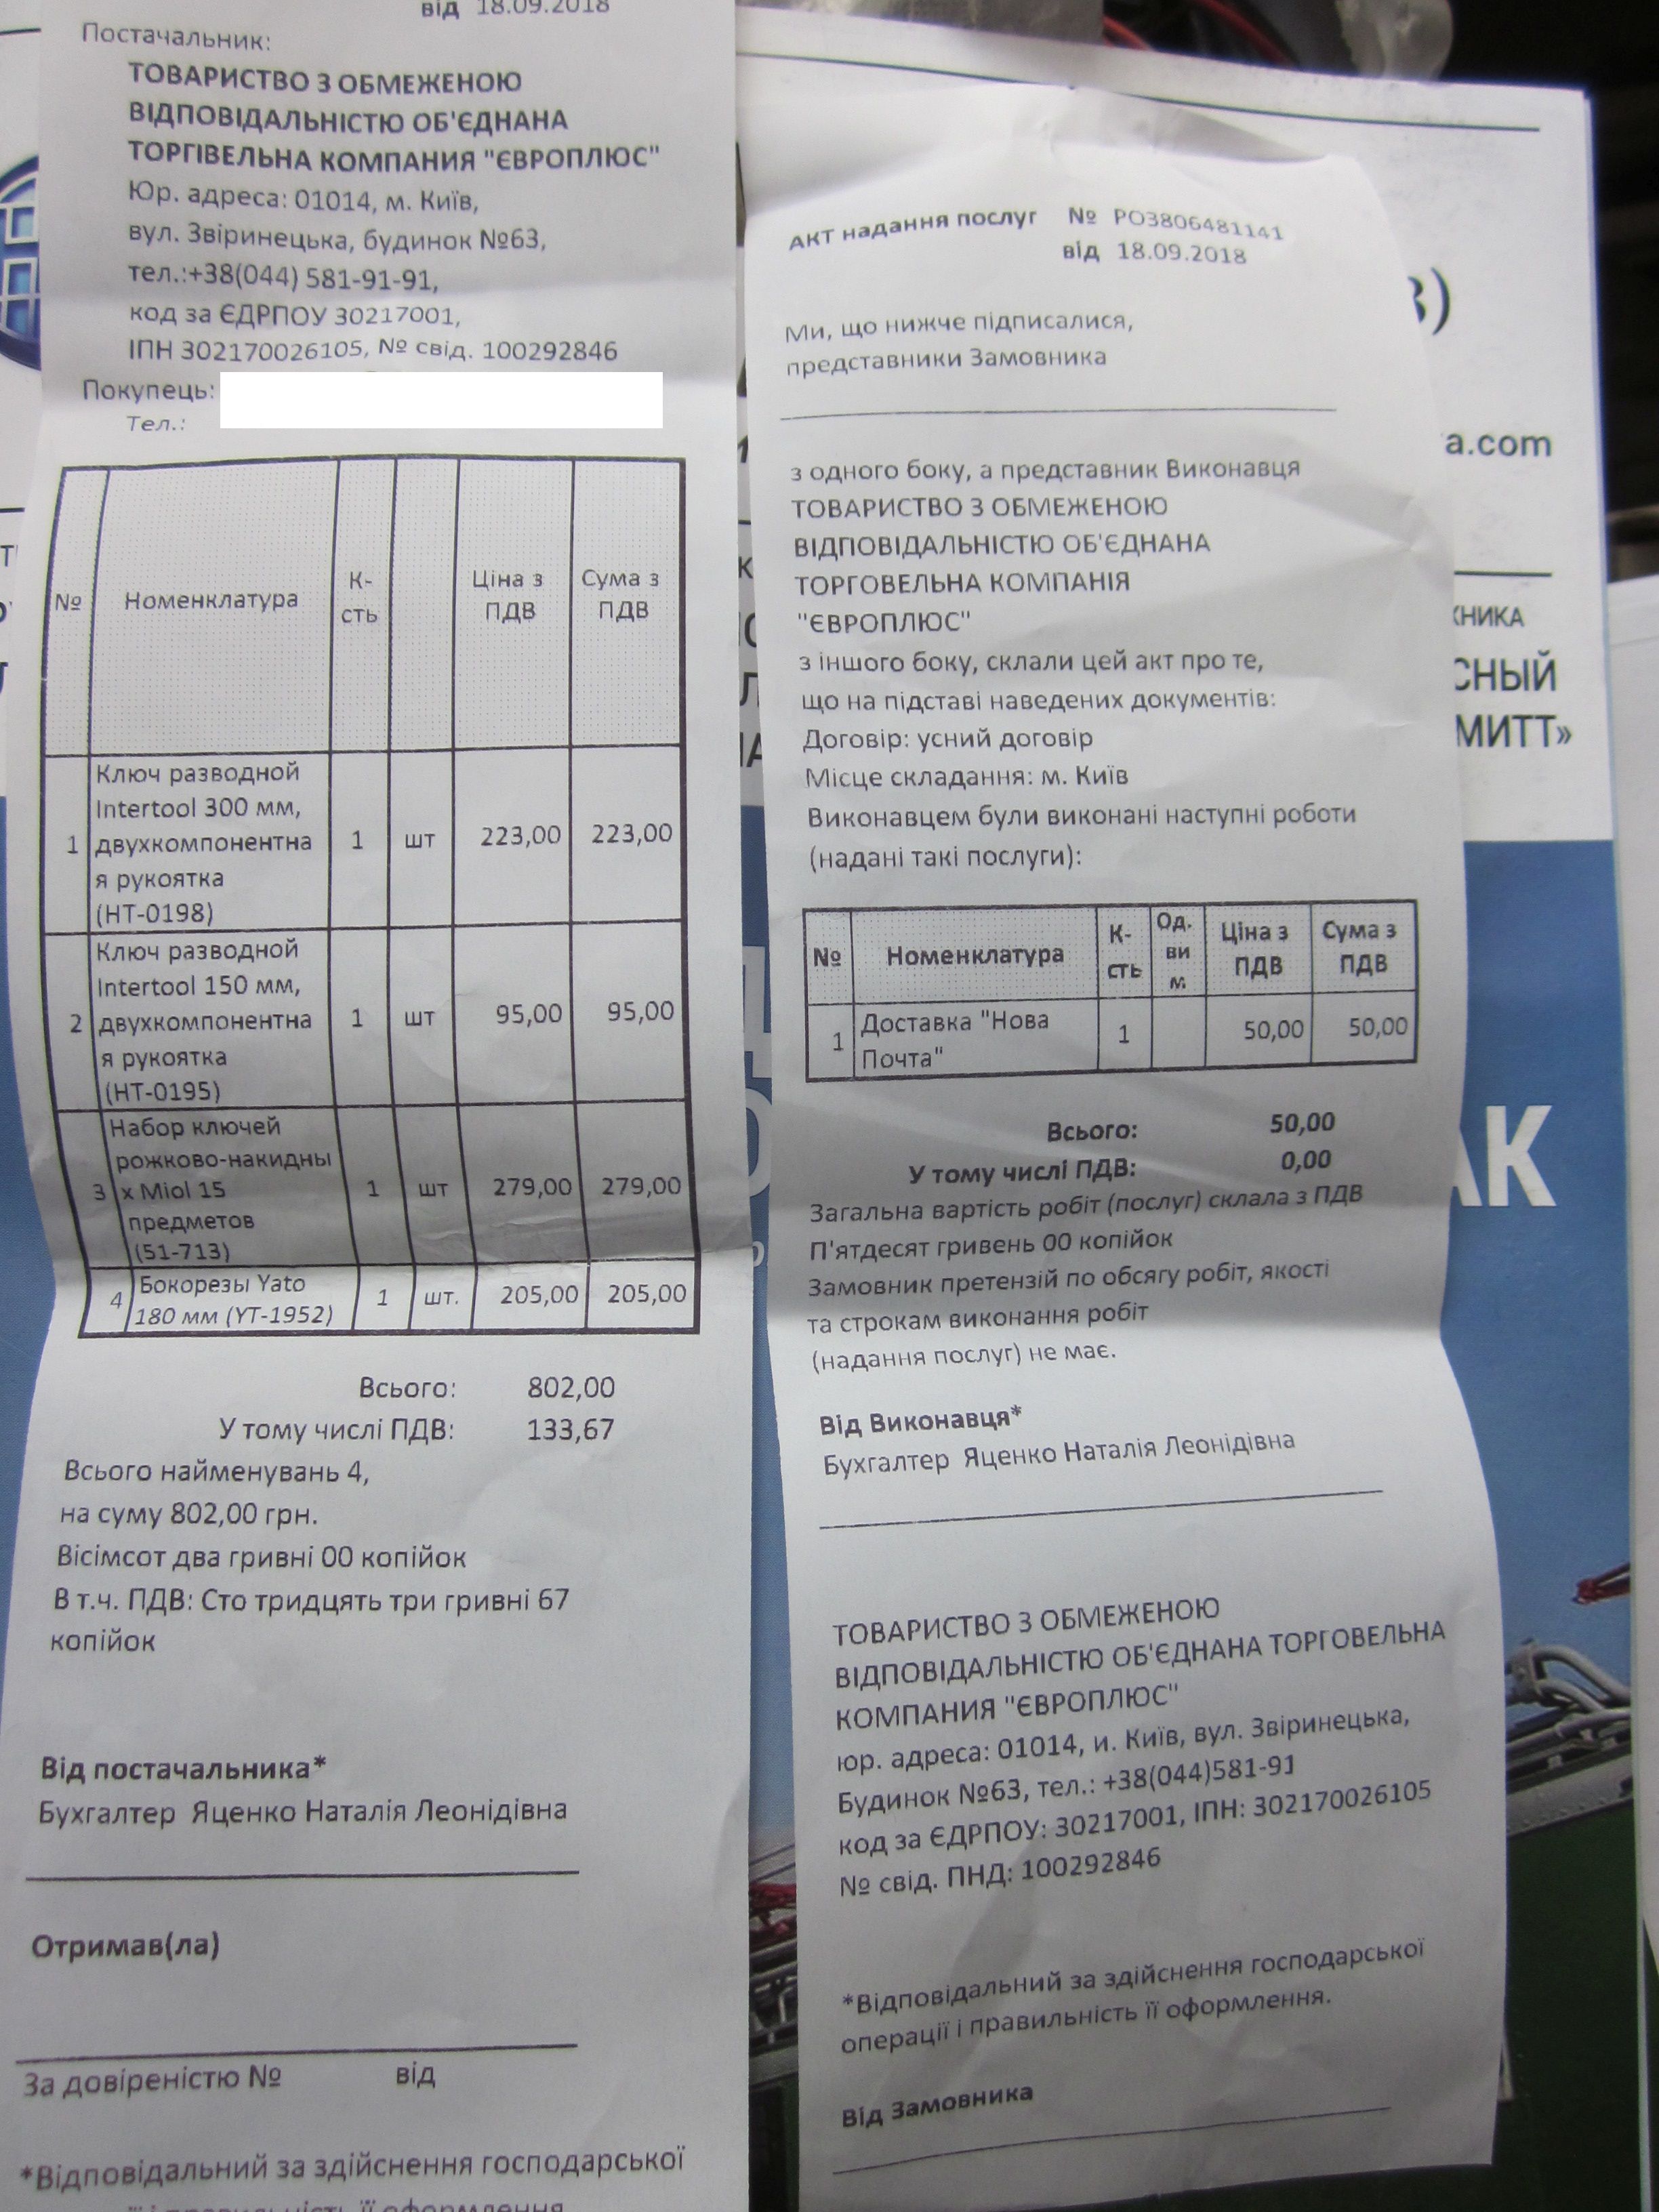 від 18.09.2018
Постачальник:
ТОВАРИСТВО З ОБМЕЖЕНОЮ
ВІДПОВІДАЛЬНІСТЮ ОБ'ЄДНАНА
ТОРГІВЕЛЬНА КОМПАНИЯ "ЄВРОПЛЮС"
Юр. адреса: 01014, м. Київ,
вул. Звіринецька, будинок №63,
тел.:+38(044) 581-91-91,
код за ЄДРПОУ 30217001,
ІПН 302170026105, № свід. 100292846
Покупець:
Тел.:
№ Номенклатура К-сть Ціна з ПДВ Сума з ПДВ
Ключ разводной
Intertool 300 мм,
1 двухкомпонентна 1 шт 223,00 223,00
я рукоятка
(HT-0198)
Ключ разводной
Intertool 150 мм,
2 двухкомпонентна 1 шт 95,00 95,00
я рукоятка
(HT-0195)
Набор ключей
рожково-накидны
3 х Miol 15 1 шт 279,00 279,00
предметов
(51-713)
Бокорезы Yato
4 180 мм (YT-1952) 1 шт. 205,00 205,00
Всього: 802,00
У тому числі ПДВ: 133,67
Всього найменувань 4,
на суму 802,00 грн.
Вісімсот два гривні 00 копійок
В т.ч. ПДВ: Сто тридцять три гривні 67
копійок
Від постачальника*
Бухгалтер Яценко Наталія Леонідівна
Отримав(ла)
За довіреністю № від
*Відповідальний за здійснення господарської
її оформлення
АКТ надання послуг № РО3806481141
від 18.09.2018
Ми, що нижче підписалися,
представники Замовника
з одного боку, а представник Виконавця
ТОВАРИСТВО З ОБМЕЖЕНОЮ
ВІДПОВІДАЛЬНІСТЮ ОБ'ЄДНАНА
ТОРГОВЕЛЬНА КОМПАНІЯ
"ЄВРОПЛЮС"
з іншого боку, склали цей акт про те,
що на підставі наведених документів:
Договір: усний договір
Місце складання: м. Київ
Виконавцем були виконані наступні роботи
(надані такі послуги):
№ Номенклатура К-сть Од. вим Ціна з ПДВ Сума з ПДВ
1 Доставка "Нова 1 50,00 50,00
Почта"
Всього: 50,00
У тому числі ПДВ: 0,00
Загальна вартість робіт (послуг) склала з ПДВ
П'ятдесят гривень 00 копійок
Замовник претензій по обсягу робіт, якості
та строкам виконання робіт
(надання послуг) не має.
Від Виконавця*
Бухгалтер Яценко Наталія Леонідівна
ТОВАРИСТВО З ОБМЕЖЕНОЮ
ВІДПОВІДАЛЬНІСТЮ ОБ'ЄДНАНА ТОРГОВЕЛЬНА
КОМПАНИЯ "ЄВРОПЛЮС"
юр. адреса: 01014, и. Київ, вул. Звіринецька,
Будинок №63, тел.: +38(044)581-91
код за ЄДРПОУ: 30217001, ІПН: 302170026105
№ свід. ПНД: 100292846
*Відповідальний за здійснення господарської
операції і правильність її оформлення.
Від Замовника
a.com
СНЫЙ
МИТТ»
АК